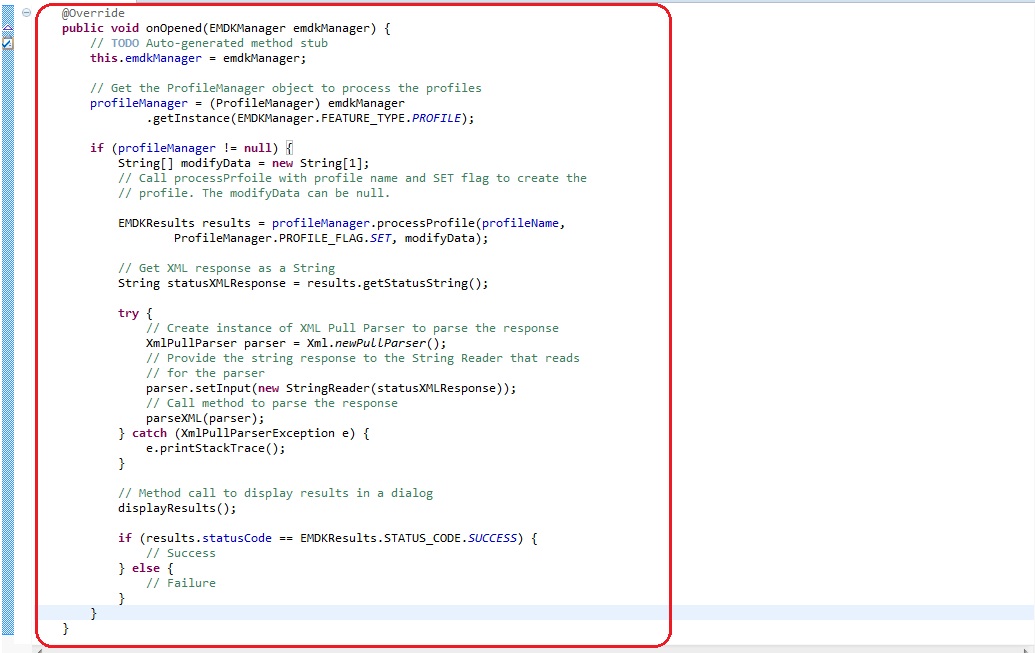 @Override
public void onOpened(EMDKManager emdkManager) {
// TODO Auto-generated method stub
this.emdkManager = emdkManager;
// Get the ProfileManager object to process the profiles
profileManager = (ProfileManager) emdkManager
.getInstance(EMDKManager.FEATURE_TYPE.PROFILE);
if (profileManager != null) {
String[] modifyData = new String[1];
// Call processPrfoile with profile name and SET flag to create the
// profile. The modifyData can be null.
EMDKResults results = profileManager.processProfile(profileName,
ProfileManager.PROFILE_FLAG.SET, modifyData);
// Get XML response as a String
String statusXMLResponse = results.getStatusString();
try {
// Create instance of XML Pull Parser to parse the response
XmlPullParser parser = Xml.newPullParser();
// Provide the string response to the String Reader that reads
// for the parser
parser.setInput(new StringReader(statusXMLResponse));
// Call method to parse the response
parseXML(parser);
} catch (XmlPullParserException e) {
e.printStackTrace();
}
// Method call to display results in a dialog
displayResults();
if (results.statusCode == EMDKResults.STATUS_CODE.SUCCESS) {
// Success
} else {
// Failure
}
}
}